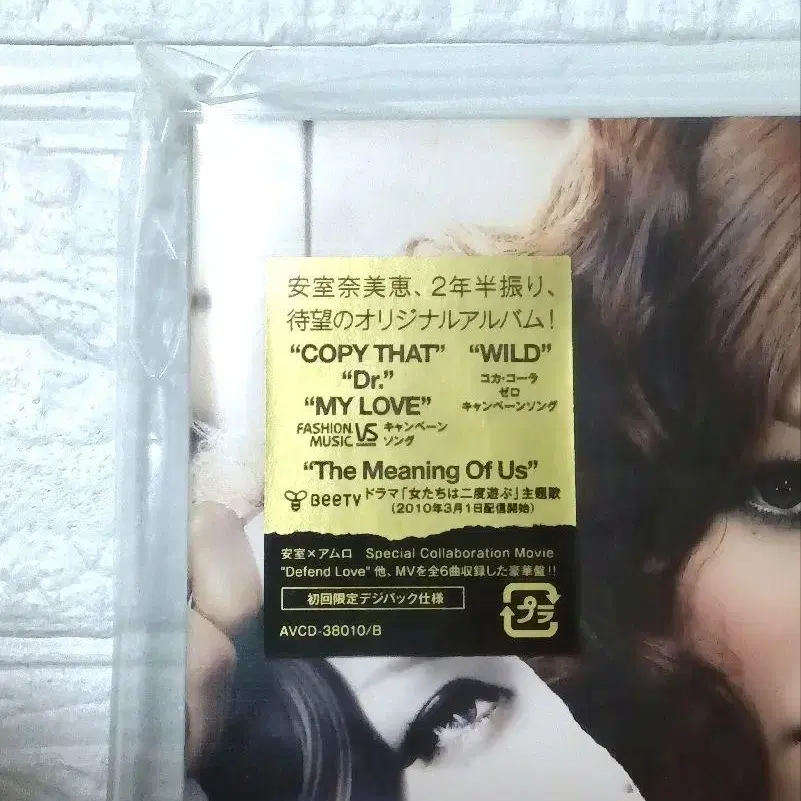 安室奈美恵、2年半振り、
待望のオリジナルアルバム！
“COPY THAT” “WILD”
“Dr.” コカ・コーラ
ゼロ
“MY LOVE” キャンペーンソング
FASHION MUSIC VS キャンペーンソング
“The Meaning Of Us”
BeeTV ドラマ「女たちは二度遊ぶ」主題歌
（2010年3月1日配信開始）
安室×アムロ Special Collaboration Movie
"Defend Love" 他、MVを全6曲収録した豪華盤!!
初回限定デジパック仕様
プラ
AVCD-38010/B